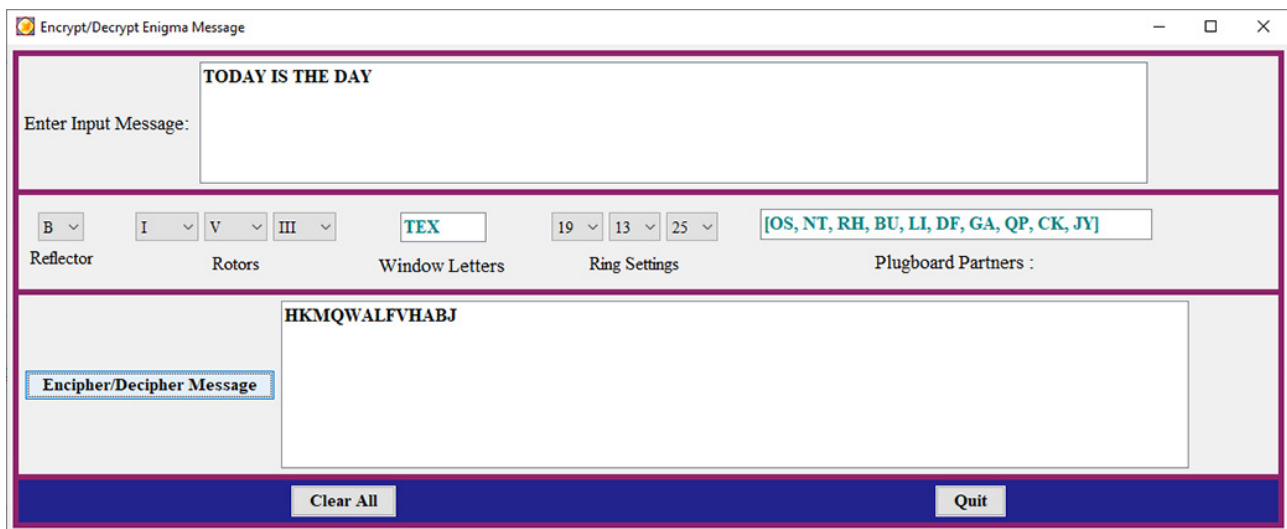 Encrypt/Decrypt Enigma Message
Enter Input Message:
TODAY IS THE DAY
B
I
V
III
TEX
19
13
25
[OS, NT, RH, BU, LI, DF, GA, QP, CK, JY]
Reflector
Rotors
Window Letters
Ring Settings
Plugboard Partners :
HKMQWALFVHABJ
Encipher/Decipher Message
Clear All
Quit